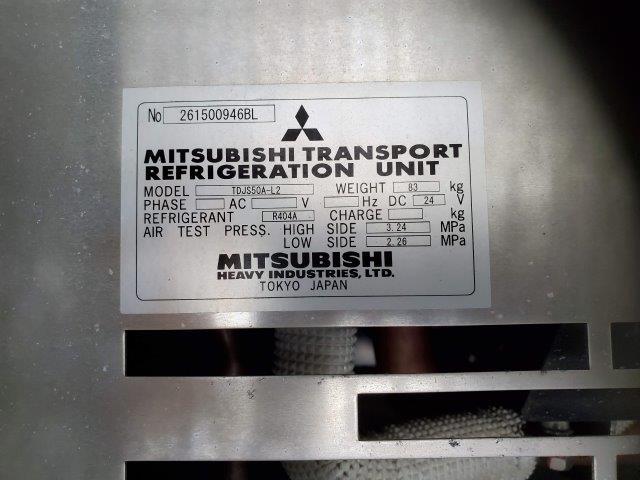 No 261500946BL
MITSUBISHI TRANSPORT
REFRIGERATION UNIT
MODEL TDJS50A-L2 WEIGHT 83 kg
PHASE AC V Hz DC 24 V
REFRIGERANT R404A CHARGE kg
AIR TEST PRESS. HIGH SIDE 3.24 MPa
LOW SIDE 2.26 MPa
MITSUBISHI
HEAVY INDUSTRIES, LTD.
TOKYO JAPAN